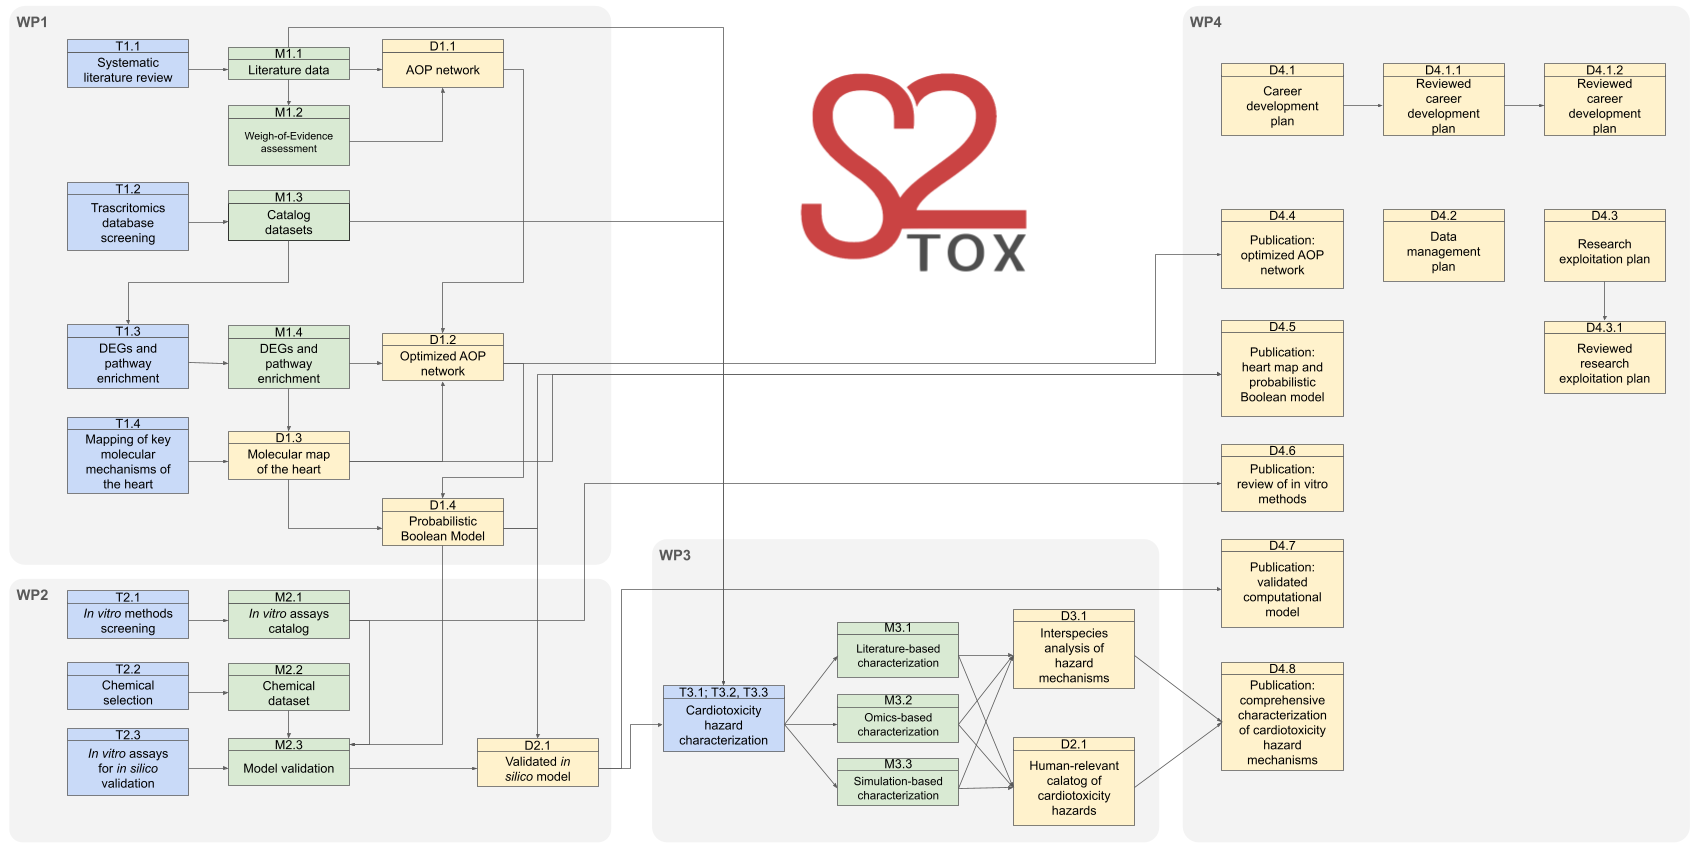 WP1
T1.1
Systematic
literature review
M1.1
Literature data
D1.1
AOP network
M1.2
Weigh-of-Evidence
assessment
T1.2
Trascritomics
database
screening
M1.3
Catalog
datasets
T1.3
DEGs and
pathway
enrichment
M1.4
DEGs and
pathway
enrichment
D1.2
Optimized AOP
network
T1.4
Mapping of key
molecular
mechanisms of
the heart
D1.3
Molecular map
of the heart
D1.4
Probabilistic
Boolean Model
WP2
T2.1
In vitro methods
screening
M2.1
In vitro assays
catalog
T2.2
Chemical
selection
M2.2
Chemical
dataset
T2.3
In vitro assays
for in silico
validation
M2.3
Model validation
D2.1
Validated in
silico model
S2
TOX
WP3
T3.1; T3.2, T3.3
Cardiotoxicity
hazard
characterization
M3.1
Literature-based
characterization
M3.2
Omics-based
characterization
M3.3
Simulation-based
characterization
D3.1
Interspecies
analysis of
hazard
mechanisms
D2.1
Human-relevant
calatog of
cardiotoxicity
hazards
WP4
D4.1
Career
development
plan
D4.1.1
Reviewed
career
development
plan
D4.1.2
Reviewed
career
development
plan
D4.4
Publication:
optimized AOP
network
D4.2
Data
management
plan
D4.3
Research
exploitation plan
D4.5
Publication:
heart map and
probabilistic
Boolean model
D4.3.1
Reviewed
research
exploitation plan
D4.6
Publication:
review of in vitro
methods
D4.7
Publication:
validated
computational
model
D4.8
Publication:
comprehensive
characterization
of cardiotoxicity
hazard
mechanisms